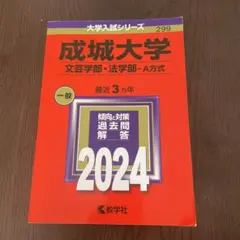 大学入試シリーズ
299
成城大学
文芸学部・法学部-A方式
一般
最近3カ年
傾向と対策
過去問
解答
2024
教学社